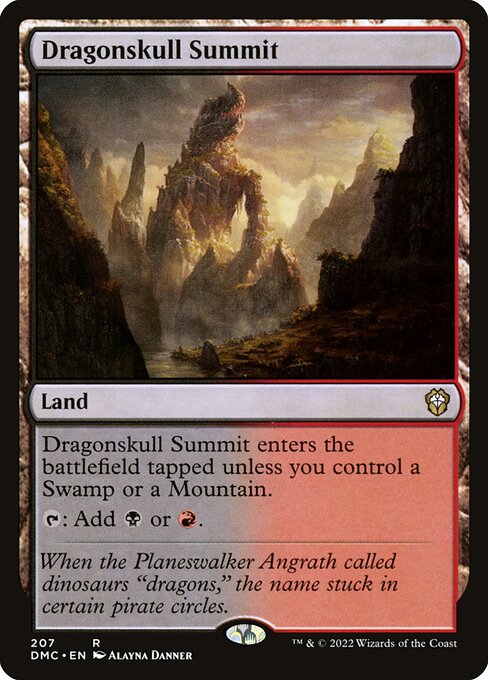 Dragonskull Summit
Land
Dragonskull Summit enters the
battlefield tapped unless you control a
Swamp or a Mountain.
: Add or .
When the Planeswalker Angrath called
dinosaurs “dragons,” the name stuck in
certain pirate circles.
207 R
DMC • EN Alayna Danner
™ & © 2022 Wizards of the Coast